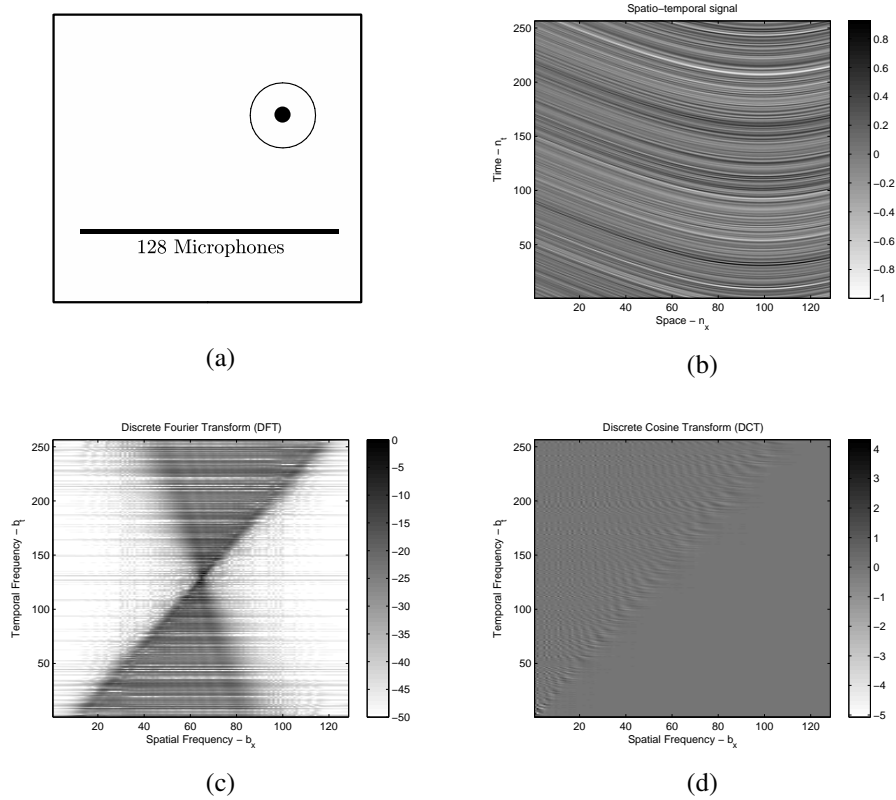 128 Microphones
(a)
Spatio−temporal signal
250
200
150
100
50
20 40 60 80 100 120
Time − n_t
Space − n_x
0.8
0.6
0.4
0.2
0
−0.2
−0.4
−0.6
−0.8
−1
(b)
Discrete Fourier Transform (DFT)
250
200
150
100
50
20 40 60 80 100 120
Temporal Frequency − b_t
Spatial Frequency − b_x
0
−5
−10
−15
−20
−25
−30
−35
−40
−45
−50
(c)
Discrete Cosine Transform (DCT)
250
200
150
100
50
20 40 60 80 100 120
Temporal Frequency − b_t
Spatial Frequency − b_x
4
3
2
1
0
−1
−2
−3
−4
−5
(d)